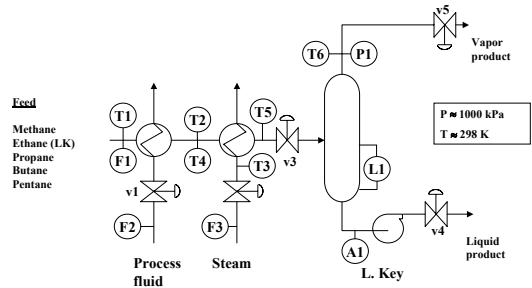 v5
T6
P1
Vapor
product
Feed
T1
T2
T5
Methane
Ethane (LK)
Propane
Butane
Pentane
P ≈ 1000 kPa
T ≈ 298 K
F1
T4
T3
v3
L1
v1
v2
F2
F3
v4
A1
Liquid
product
Process
fluid
Steam
L. Key